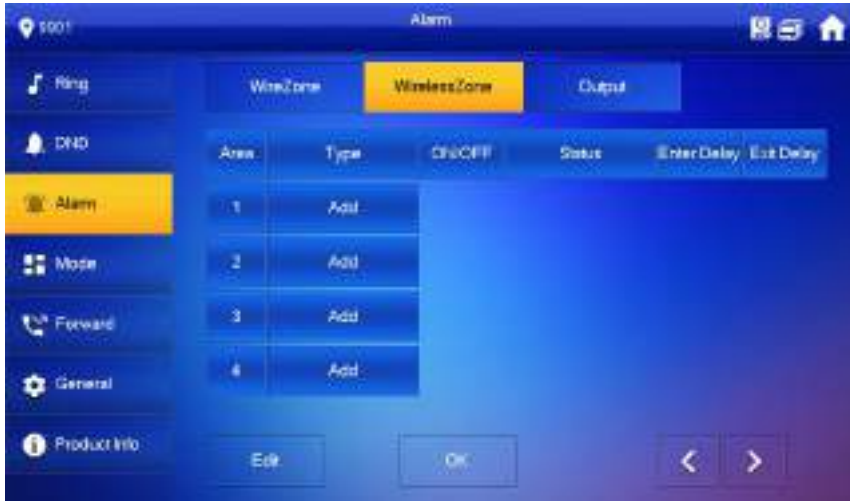 9901
Alarm
Ring
DND
Alarm
Mode
Forward
General
Product Info
WireZone
WirelessZone
Output
Area Type ON/OFF Status Enter Delay Exit Delay
1 Add
2 Add
3 Add
4 Add
Edit
OK